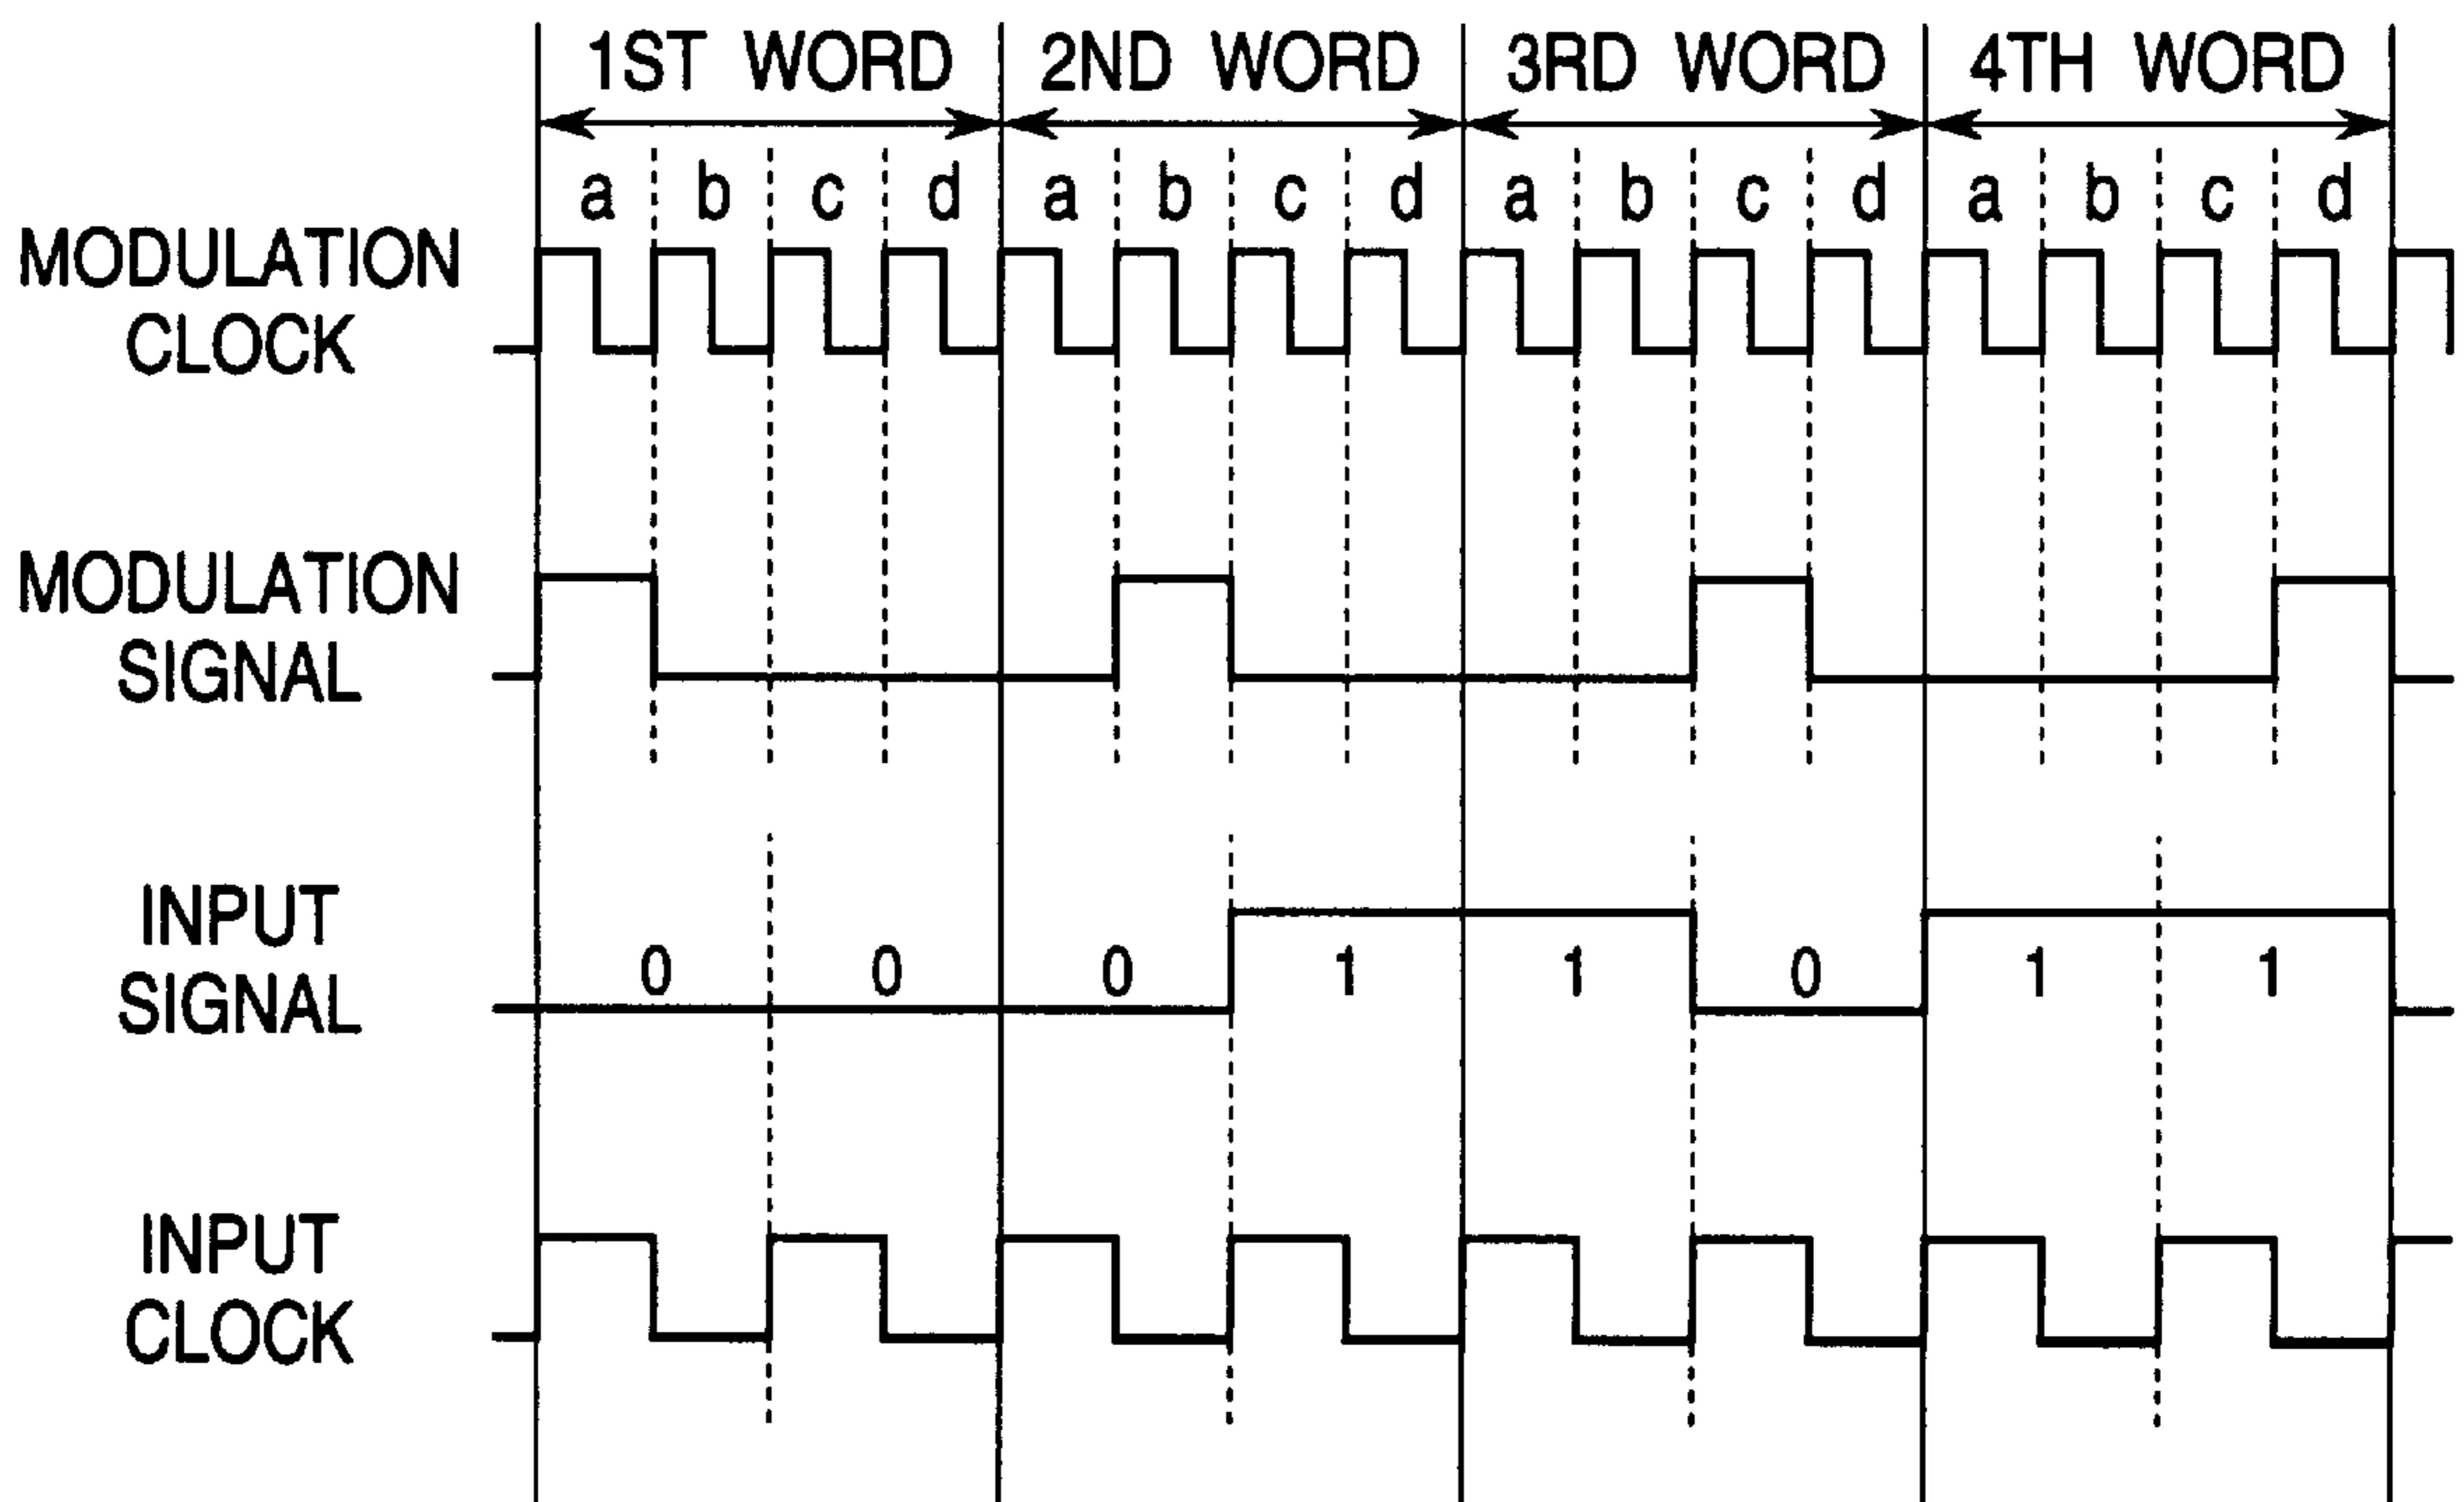 1ST WORD 2ND WORD 3RD WORD 4TH WORD
a b c d a b c d a b c d a b c d
MODULATION
CLOCK
MODULATION
SIGNAL
INPUT
SIGNAL
0 0 0 1 1 0 1 1
INPUT
CLOCK